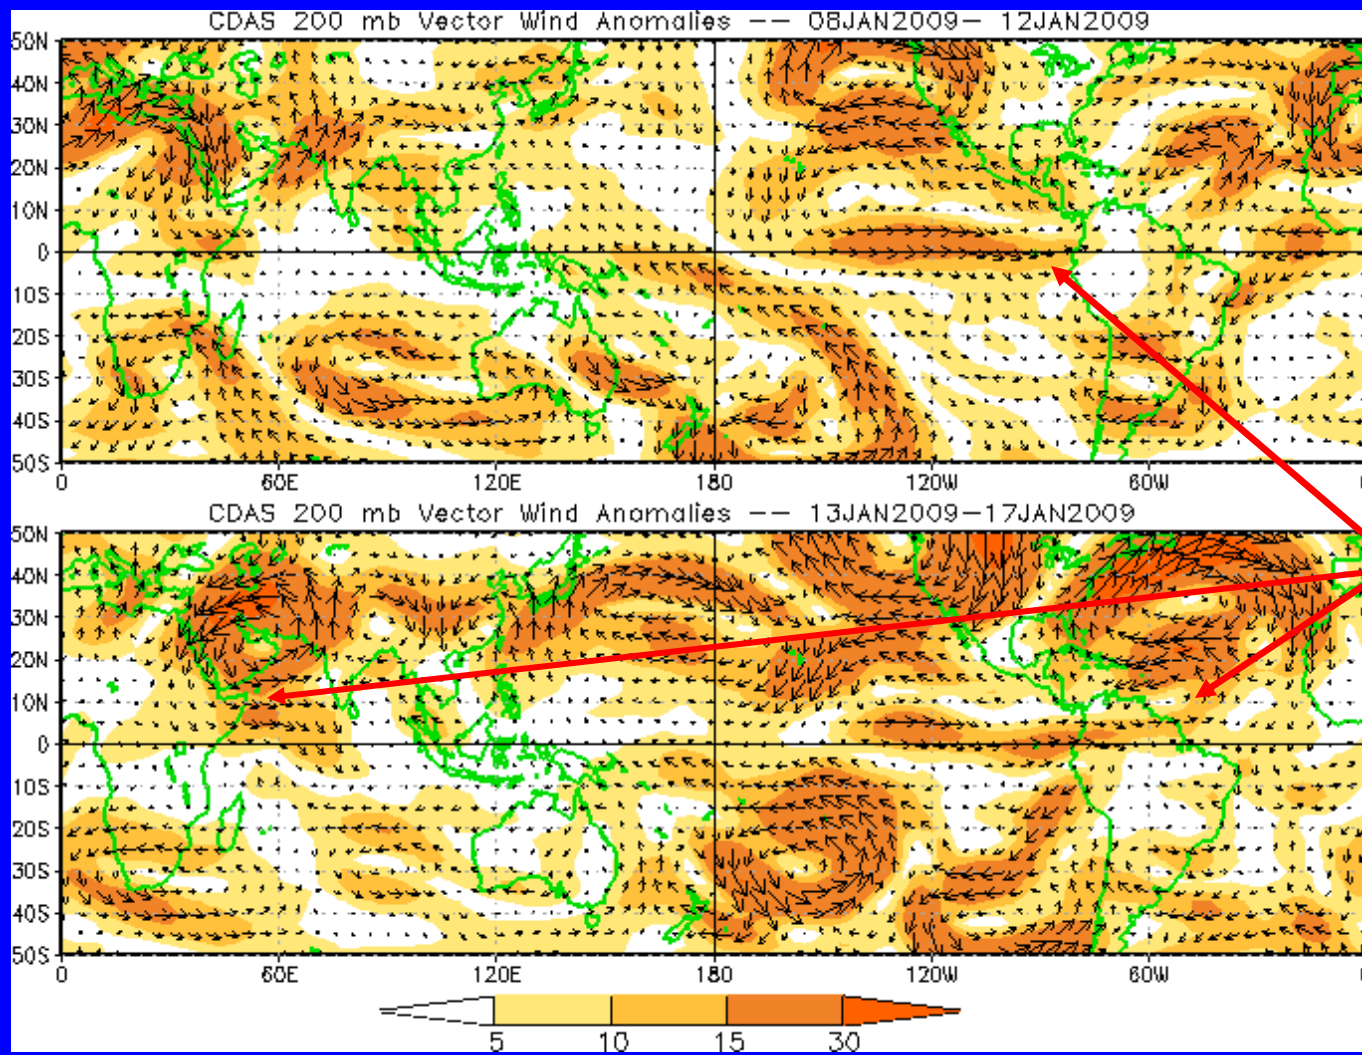 CDAS 200 mb Vector Wind Anomalies -- 08JAN2009- 12JAN2009
50N
40N
30N
20N
10N
0
10S
20S
30S
40S
50S
0 60E 120E 180 120W 60W
CDAS 200 mb Vector Wind Anomalies -- 13JAN2009-17JAN2009
50N
40N
30N
20N
10N
0
10S
20S
30S
40S
50S
0 60E 120E 180 120W 60W
5 10 15 30